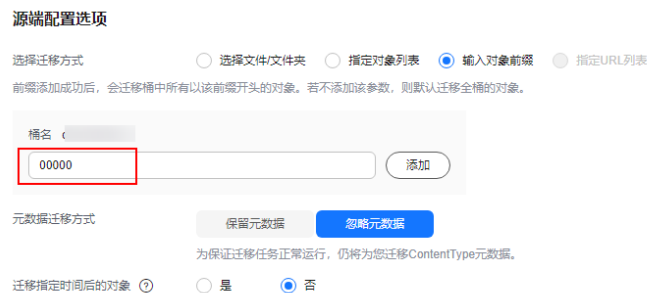 源端配置选项
选择迁移方式 选择文件/文件夹 指定对象列表 输入对象前缀 指定URL列表
前缀添加成功后，会迁移桶中所有以该前缀开头的对象。若不添加该参数，则默认迁移全桶的对象。
桶名
00000 添加
元数据迁移方式 保留元数据 忽略元数据
为保证迁移任务正常运行，仍将为您迁移ContentType元数据。
迁移指定时间后的对象 ? 是 否